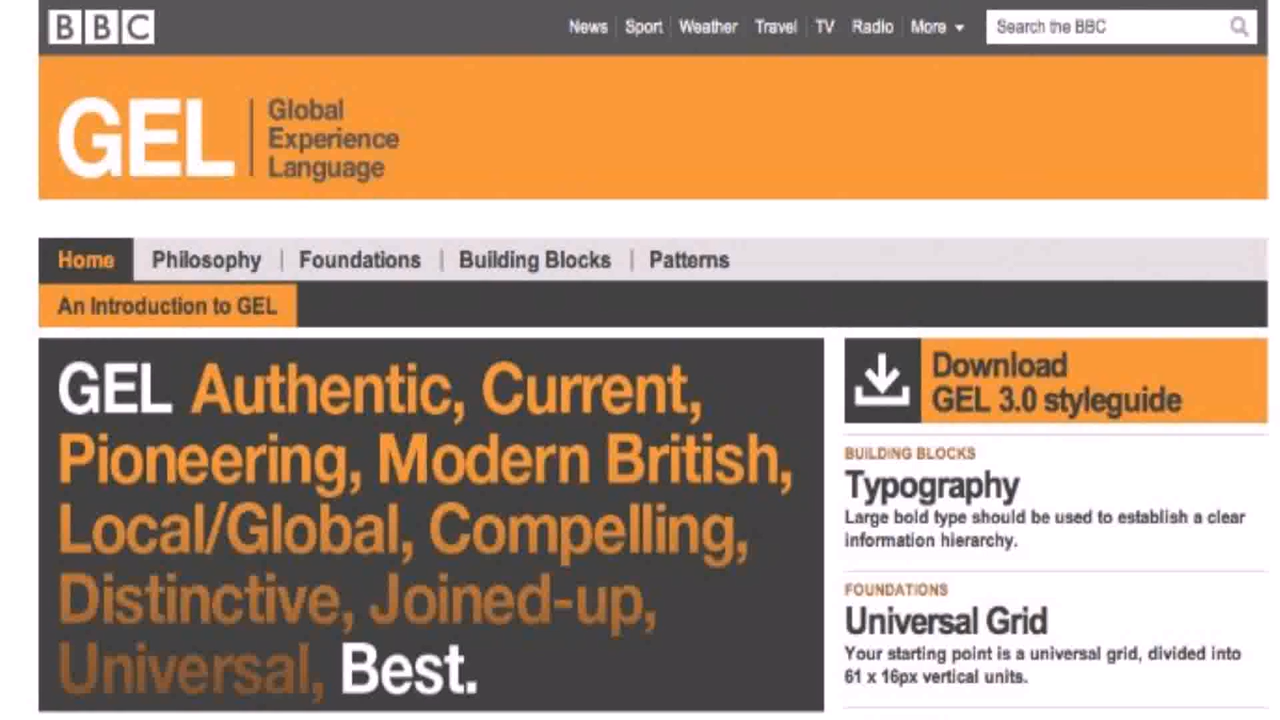 BBC
News Sport Weather Travel TV Radio More Search the BBC
GEL Global
Experience
Language
Home Philosophy Foundations Building Blocks Patterns
An Introduction to GEL
GEL Authentic, Current,
Pioneering, Modern British,
Local/Global, Compelling,
Distinctive, Joined-up,
Universal, Best.
Download
GEL 3.0 styleguide
BUILDING BLOCKS
Typography
Large bold type should be used to establish a clear
information hierarchy.
FOUNDATIONS
Universal Grid
Your starting point is a universal grid, divided into
61 x 16px vertical units.